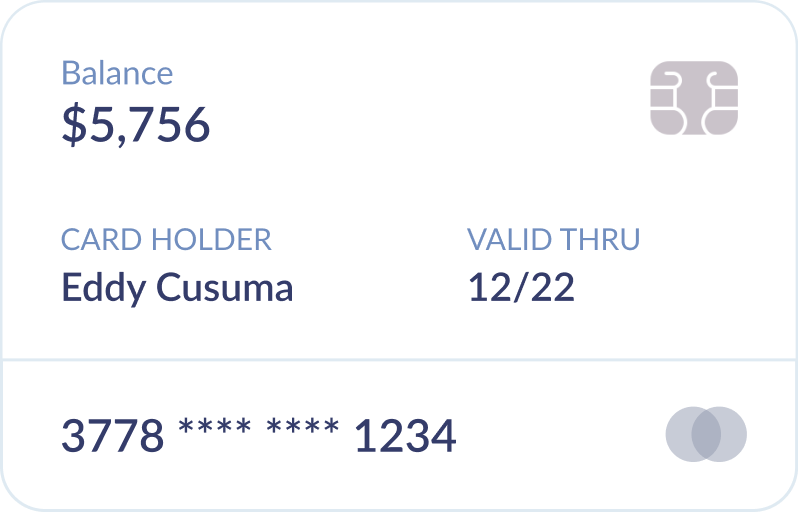 Balance
$5,756
CARD HOLDER
VALID THRU
Eddy Cusuma
12/22
3778 **** **** 1234